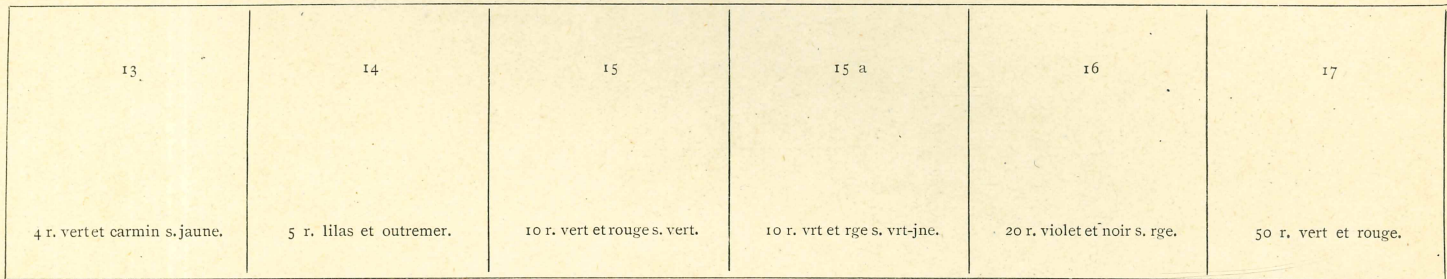 13
4 r. vert et carmin s. jaune.
14
5 r. lilas et outremer.
15
10 r. vert et rouge s. vert.
15 a
10 r. vrt et rge s. vrt-jne.
16
20 r. violet et noir s. rge.
17
50 r. vert et rouge.